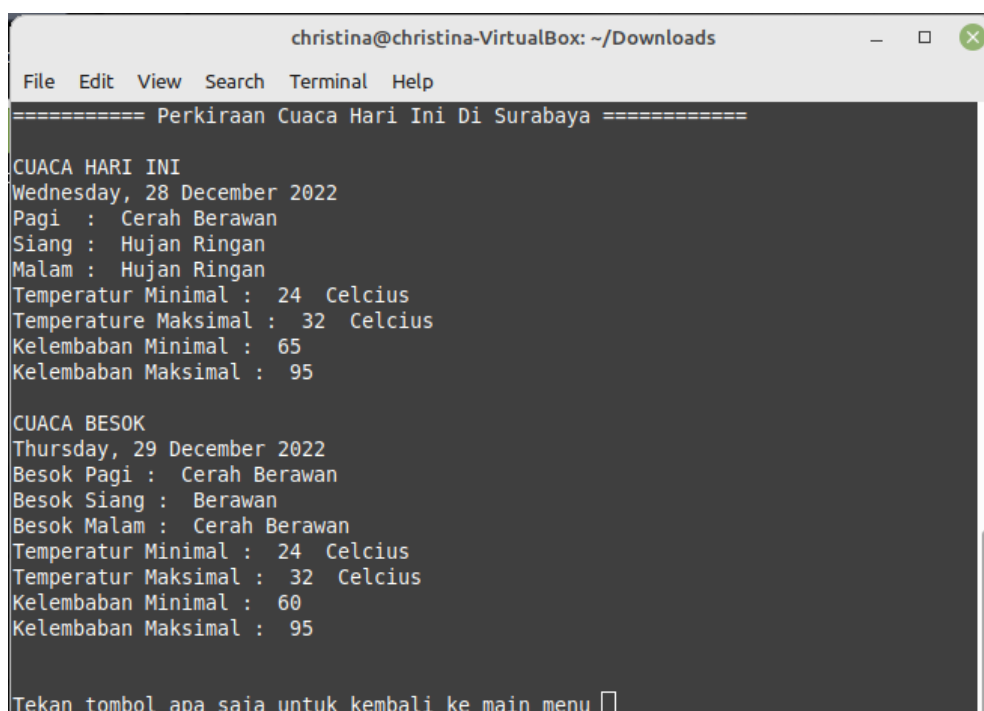 christina@christina-VirtualBox: ~/Downloads
File Edit View Search Terminal Help
=========== Perkiraan Cuaca Hari Ini Di Surabaya ============
CUACA HARI INI
Wednesday, 28 December 2022
Pagi  :  Cerah Berawan
Siang :  Hujan Ringan
Malam :  Hujan Ringan
Temperatur Minimal :  24  Celcius
Temperature Maksimal :  32  Celcius
Kelembaban Minimal :  65
Kelembaban Maksimal :  95
CUACA BESOK
Thursday, 29 December 2022
Besok Pagi :  Cerah Berawan
Besok Siang :  Berawan
Besok Malam :  Cerah Berawan
Temperatur Minimal :  24  Celcius
Temperatur Maksimal :  32  Celcius
Kelembaban Minimal :  60
Kelembaban Maksimal :  95
Tekan tombol apa saja untuk kembali ke main menu